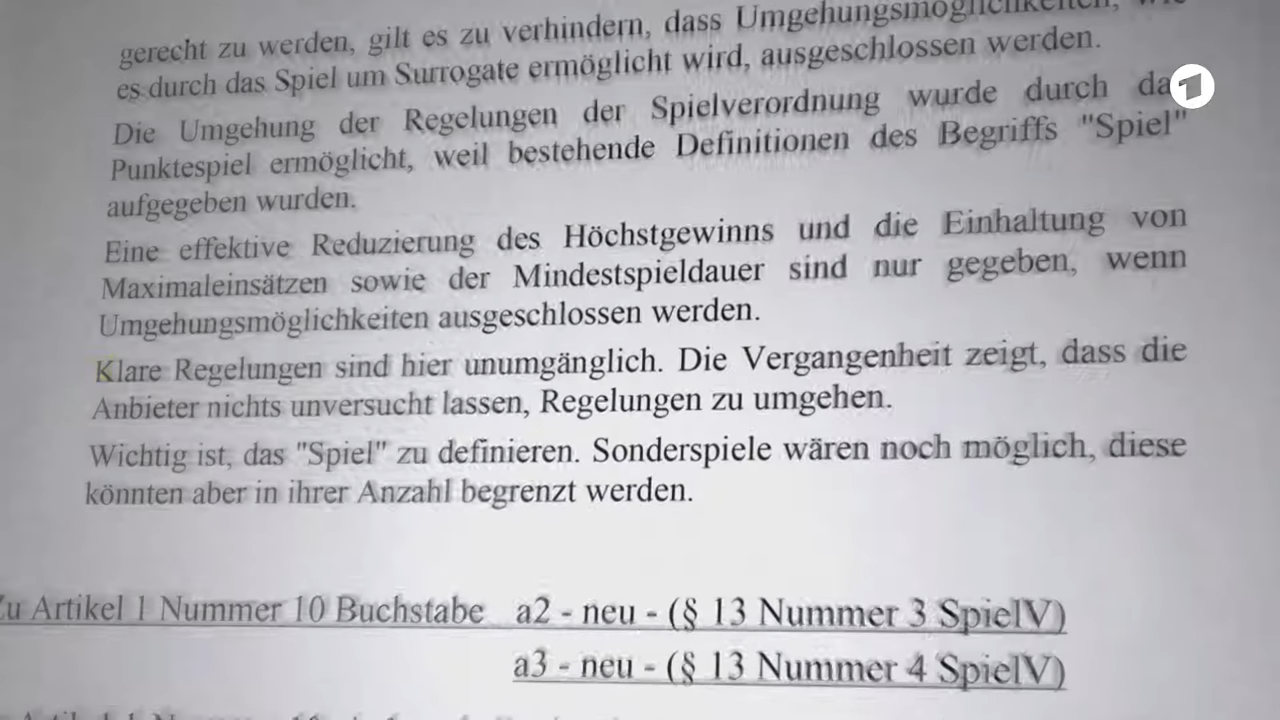 gerecht zu werden, gilt es zu verhindern, dass Umgehungsmöglichkeiten,
es durch das Spiel um Surrogate ermöglicht wird, ausgeschlossen werden.
Die Umgehung der Regelungen der Spielverordnung wurde durch
Punktespiel ermöglicht, weil bestehende Definitionen des Begriffs "Spiel"
aufgegeben wurden.
Eine effektive Reduzierung des Höchstgewinns und die Einhaltung von
Maximaleinsätzen sowie der Mindestspieldauer sind nur gegeben, wenn
Umgehungsmöglichkeiten ausgeschlossen werden.
Klare Regelungen sind hier unumgänglich. Die Vergangenheit zeigt, dass die
Anbieter nichts unversucht lassen, Regelungen zu umgehen.
Wichtig ist, das "Spiel" zu definieren. Sonderspiele wären noch möglich, diese
könnten aber in ihrer Anzahl begrenzt werden.
Zu Artikel 1 Nummer 10 Buchstabe a2 - neu - (§ 13 Nummer 3 SpielV)
a3 - neu - (§ 13 Nummer 4 SpielV)